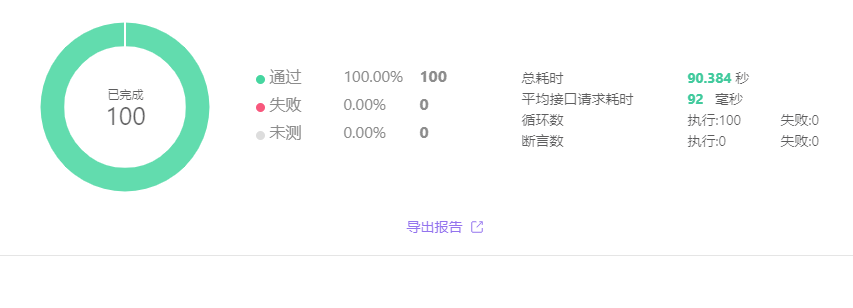 已完成
100
通过 100.00% 100
失败 0.00% 0
未测 0.00% 0
总耗时 90.384 秒
平均接口请求耗时 92 毫秒
循环数 执行:100 失败:0
断言数 执行:0 失败:0
导出报告